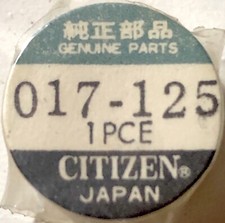 純正部品
GENUINE PARTS
017-125
1PCE
CITIZEN®
JAPAN